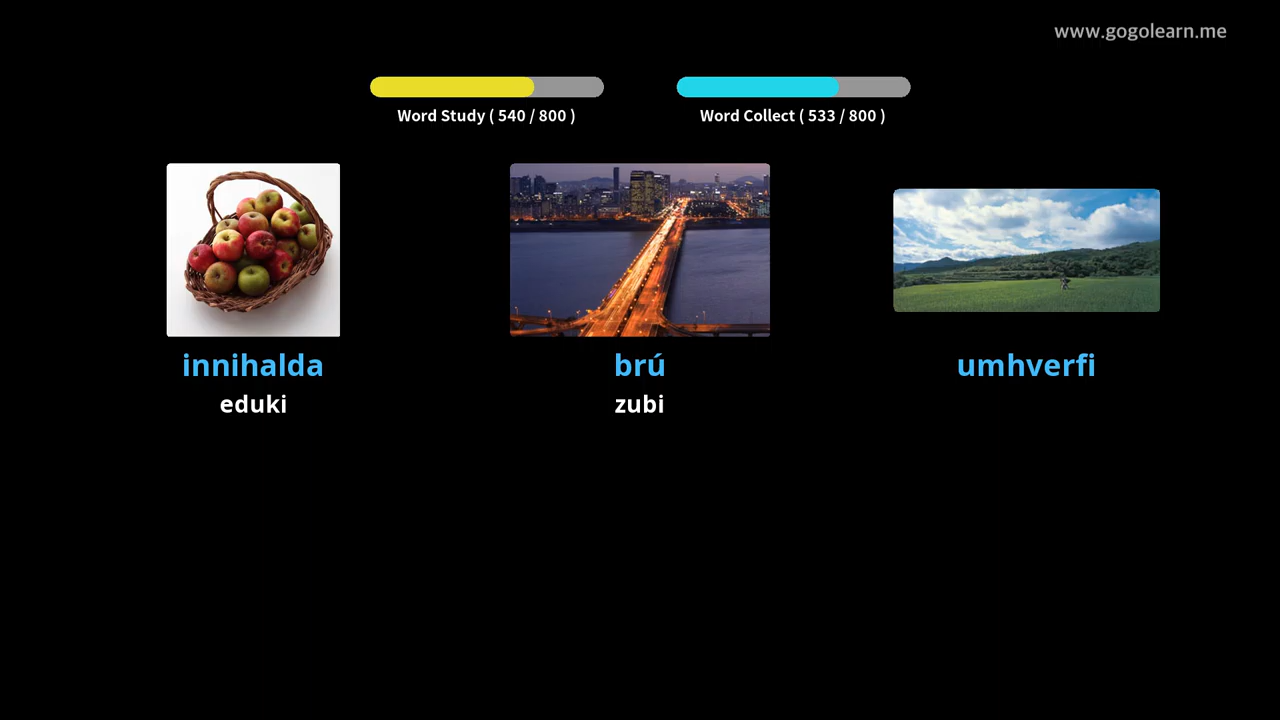 www.gogolearn.me
Word Study ( 540 / 800 )
Word Collect ( 533 / 800 )
innihalda
eduki
brú
zubi
umhverfi